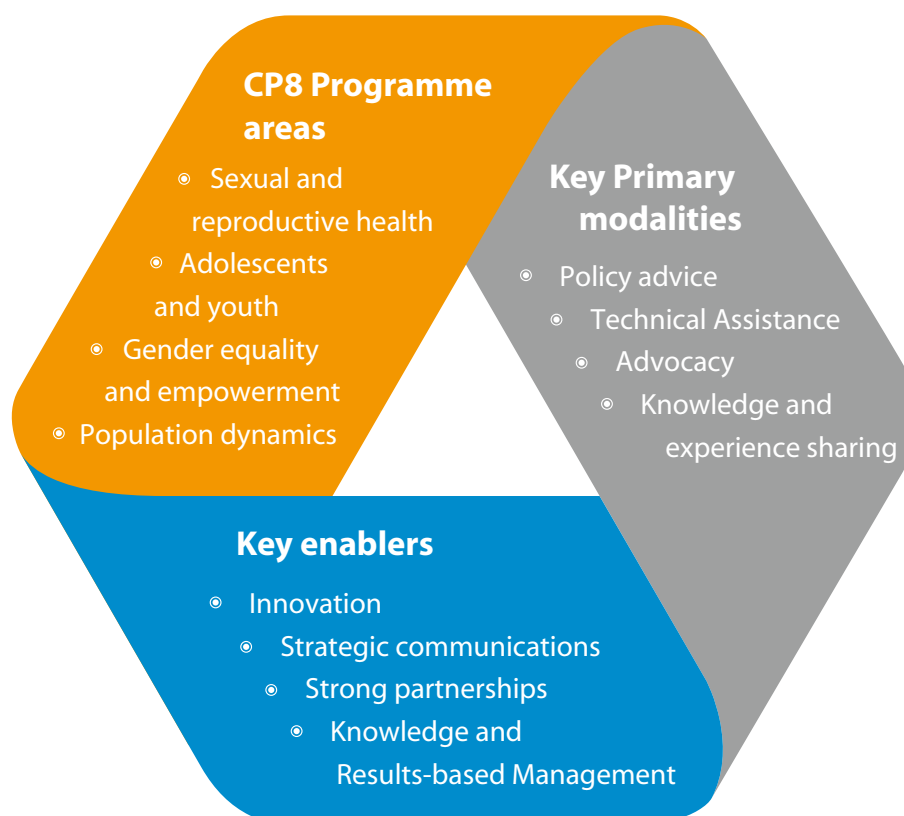 CP8 Programme
areas
Sexual and
reproductive health
Adolescents
and youth
Gender equality
and empowerment
Population dynamics
Key Primary
modalities
Policy advice
Technical Assistance
Advocacy
Knowledge and
experience sharing
Key enablers
Innovation
Strategic communications
Strong partnerships
Knowledge and
Results-based Management